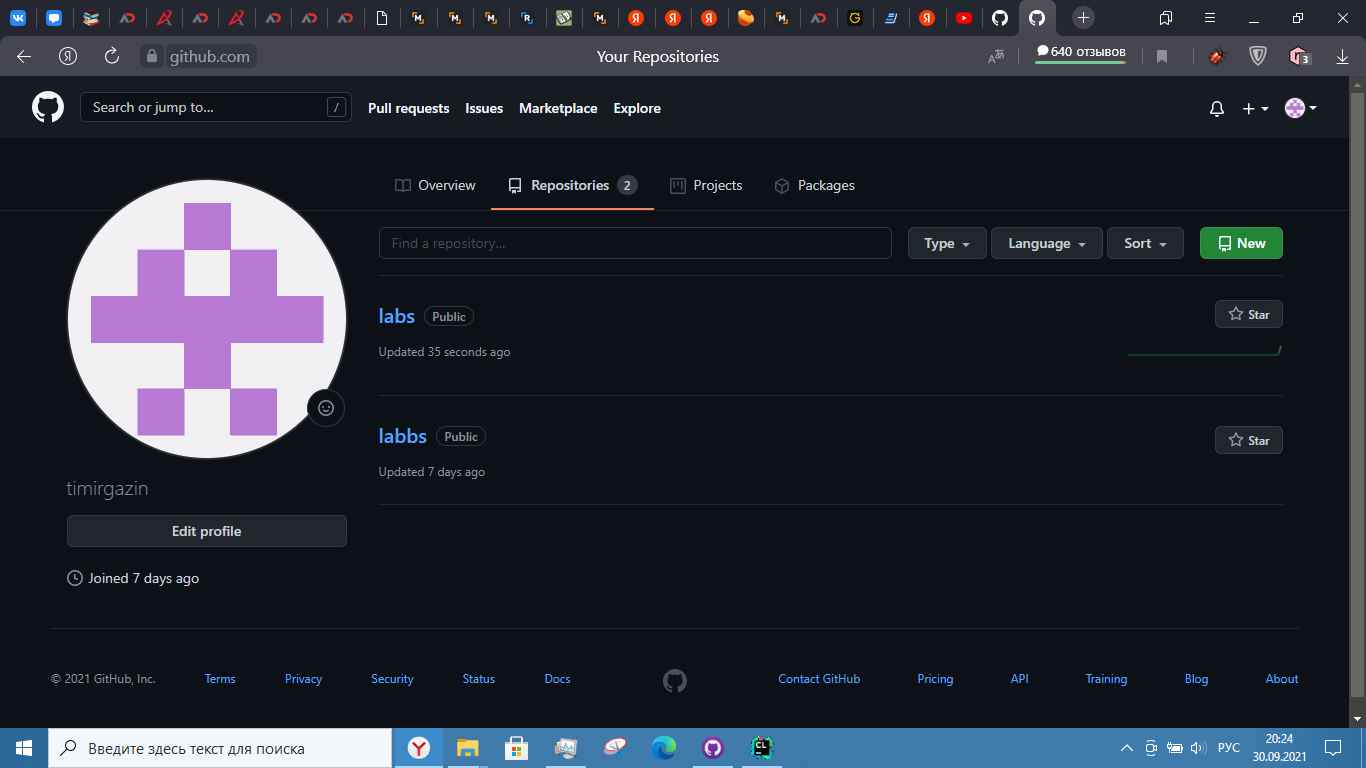 github.com
Your Repositories
640 отзывов
3
Search or jump to...
/
Pull requests
Issues
Marketplace
Explore
Overview
Repositories 2
Projects
Packages
Find a repository...
Type
Language
Sort
New
labs
Public
Star
Updated 35 seconds ago
labbs
Public
Star
Updated 7 days ago
timirgazin
Edit profile
Joined 7 days ago
© 2021 GitHub, Inc.
Terms
Privacy
Security
Status
Docs
Contact GitHub
Pricing
API
Training
Blog
About
Введите здесь текст для поиска
РУС
20:24
30.09.2021